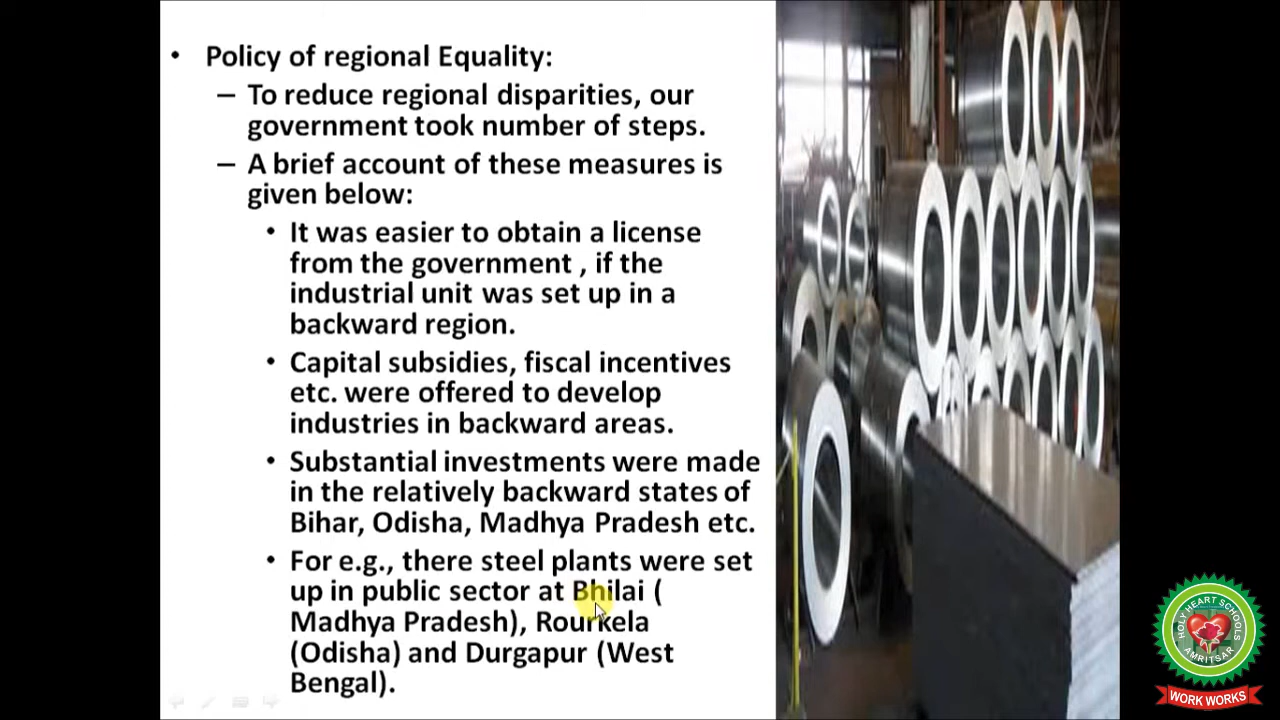 • Policy of regional Equality:
– To reduce regional disparities, our
government took number of steps.
– A brief account of these measures is
given below:
• It was easier to obtain a license
from the government , if the
industrial unit was set up in a
backward region.
• Capital subsidies, fiscal incentives
etc. were offered to develop
industries in backward areas.
• Substantial investments were made
in the relatively backward states of
Bihar, Odisha, Madhya Pradesh etc.
• For e.g., there steel plants were set
up in public sector at Bhilai (
Madhya Pradesh), Rourkela
(Odisha) and Durgapur (West
Bengal).
HOLY HEART SCHOOLS
AMRITSAR
WORK WORKS